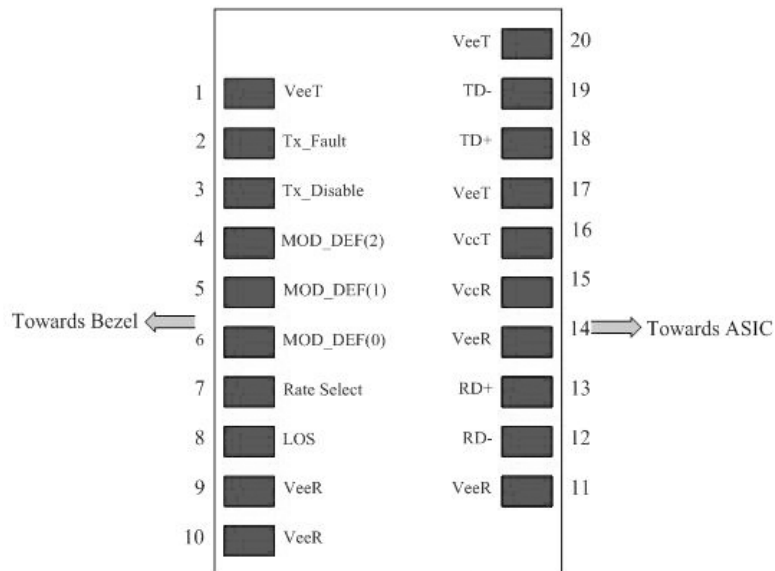 VeeT 20
1 VeeT TD- 19
2 Tx_Fault TD+ 18
3 Tx_Disable VeeT 17
4 MOD_DEF(2) VccT 16
5 MOD_DEF(1) VccR 15
Towards Bezel 6 MOD_DEF(0) VeeR 14 Towards ASIC
7 Rate Select RD+ 13
8 LOS RD- 12
9 VeeR VeeR 11
10 VeeR